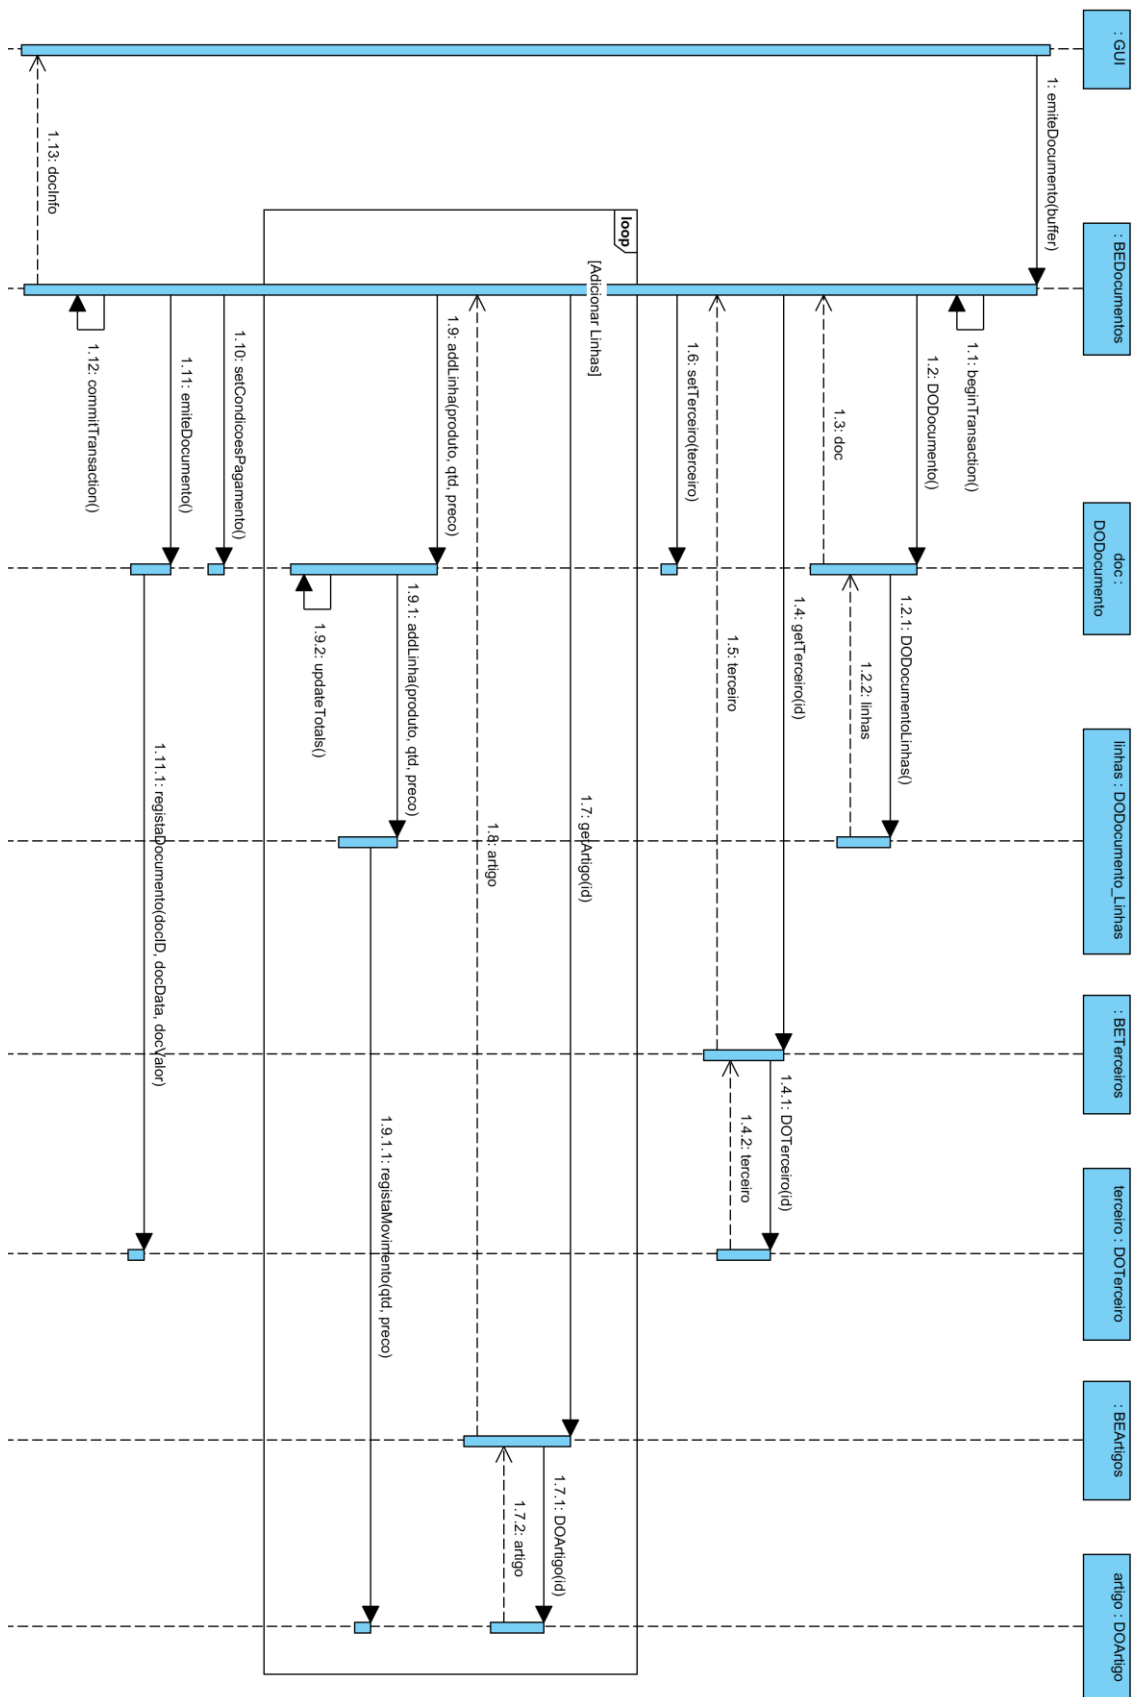 : GUI
: BEDocumentos
doc :
DODocumento
linhas : DODocumento_Linhas
: BETerceiros
terceiro : DOTerceiro
: BEArtigos
artigo : DOArtigo
1: emiteDocumento(buffer)
1.1: beginTransaction()
1.2: DODocumento()
1.2.1: DODocumentoLinhas()
1.2.2: linhas
1.3: doc
1.4: getTerceiro(id)
1.4.1: DOTerceiro(id)
1.4.2: terceiro
1.5: terceiro
1.6: setTerceiro(terceiro)
loop
[Adicionar Linhas]
1.7: getArtigo(id)
1.7.1: DOArtigo(id)
1.7.2: artigo
1.8: artigo
1.9: addLinha(produto, qtd, preco)
1.9.1: addLinha(produto, qtd, preco)
1.9.1.1: registaMovimento(qtd, preco)
1.9.2: updateTotals()
1.10: setCondicoesPagamento()
1.11: emiteDocumento()
1.11.1: registaDocumento(docID, docData, docValor)
1.12: commitTransaction()
1.13: docInfo